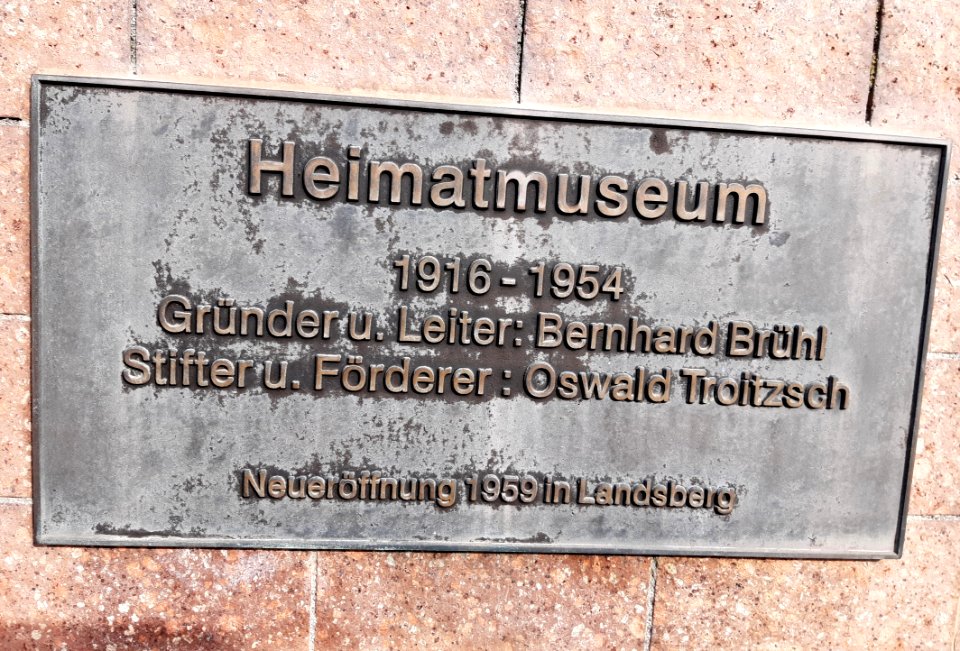 Heimatmuseum
1916 - 1954
Gründer u. Leiter: Bernhard Brühl
Stifter u. Förderer : Oswald Troitzsch
Neueröffnung 1959 in Landsberg